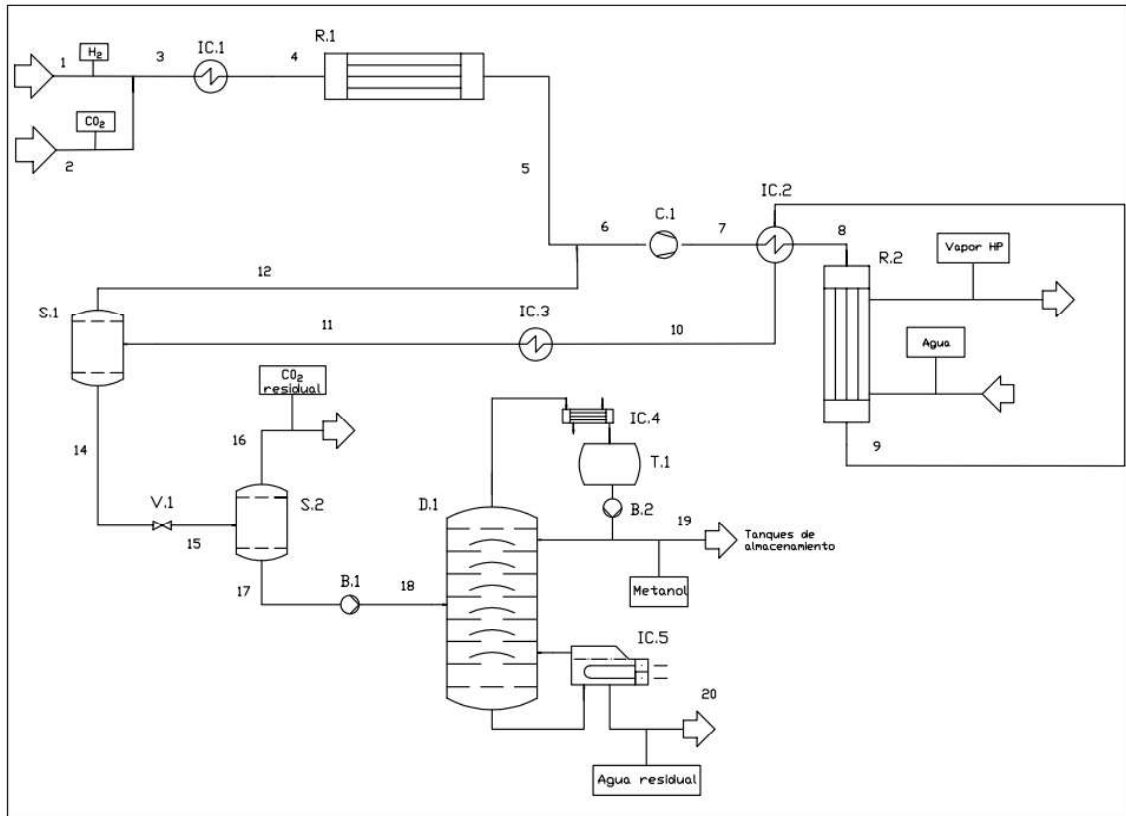 1
H₂
3
IC.1
4
R.1
CO₂
2
5
IC.2
C.1
6
7
8
Vapor HP
R.2
12
S.1
IC.3
11
10
Agua
CO₂
residual
IC.4
9
14
16
T.1
V.1
S.2
D.1
B.2
19
Tanques de
almacenamiento
15
17
B.1
18
Metanol
IC.5
20
Agua residual